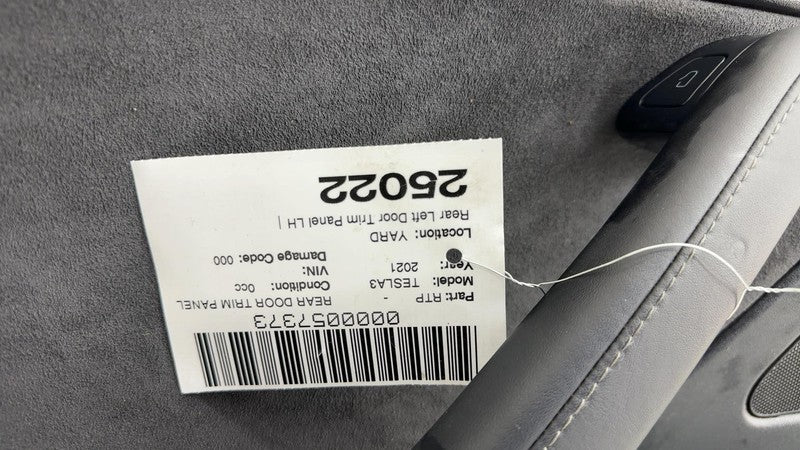 0000057373
Part: RTP - REAR DOOR TRIM PANEL
Model: TESLA3 Condition: 0cc
Year: 2021 VIN:
Location: YARD Damage Code: 000
Rear Left Door Trim Panel LH |
25022